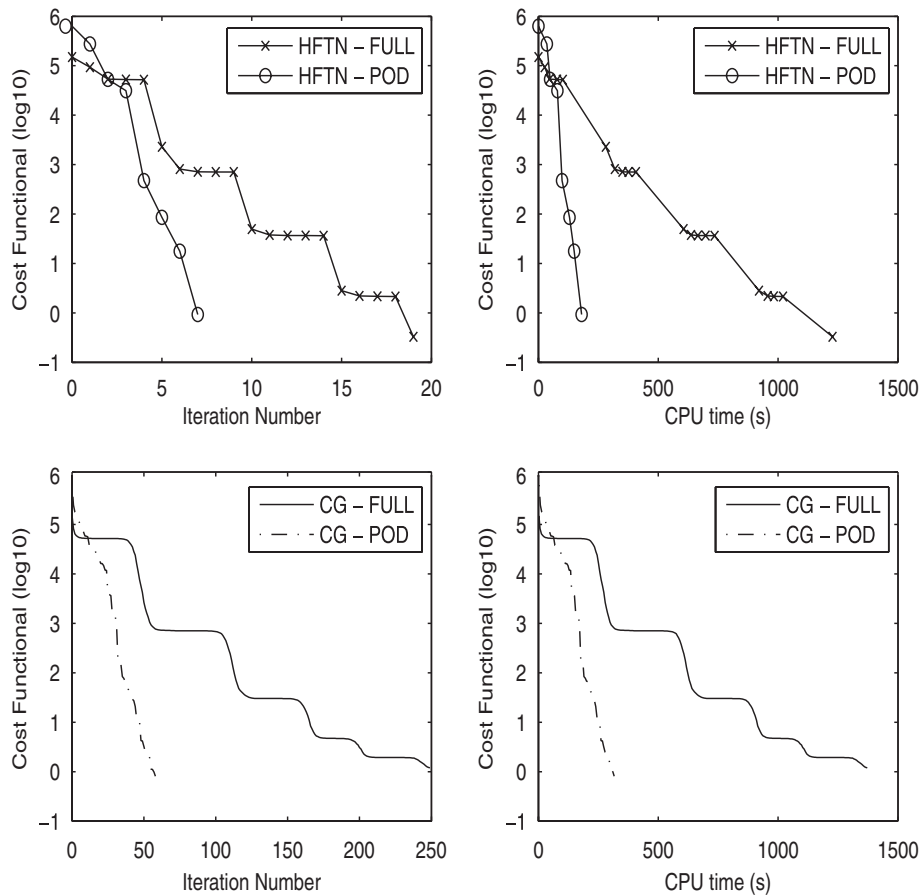 Cost Functional (log10)
6
5
4
3
2
1
0
−1
0 5 10 15 20
Iteration Number
HFTN – FULL
HFTN – POD
Cost Functional (log10)
6
5
4
3
2
1
0
−1
0 500 1000 1500
CPU time (s)
HFTN – FULL
HFTN – POD
Cost Functional (log10)
6
5
4
3
2
1
0
−1
0 50 100 150 200 250
Iteration Number
CG – FULL
CG – POD
Cost Functional (log10)
6
5
4
3
2
1
0
−1
0 500 1000 1500
CPU time (s)
CG – FULL
CG – POD